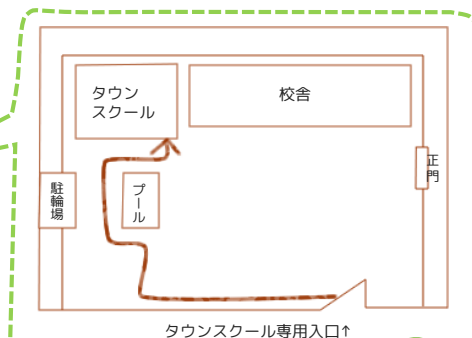 タウン
スクール
校舎
正門
駐輪場
プール
タウンスクール専用入口↑